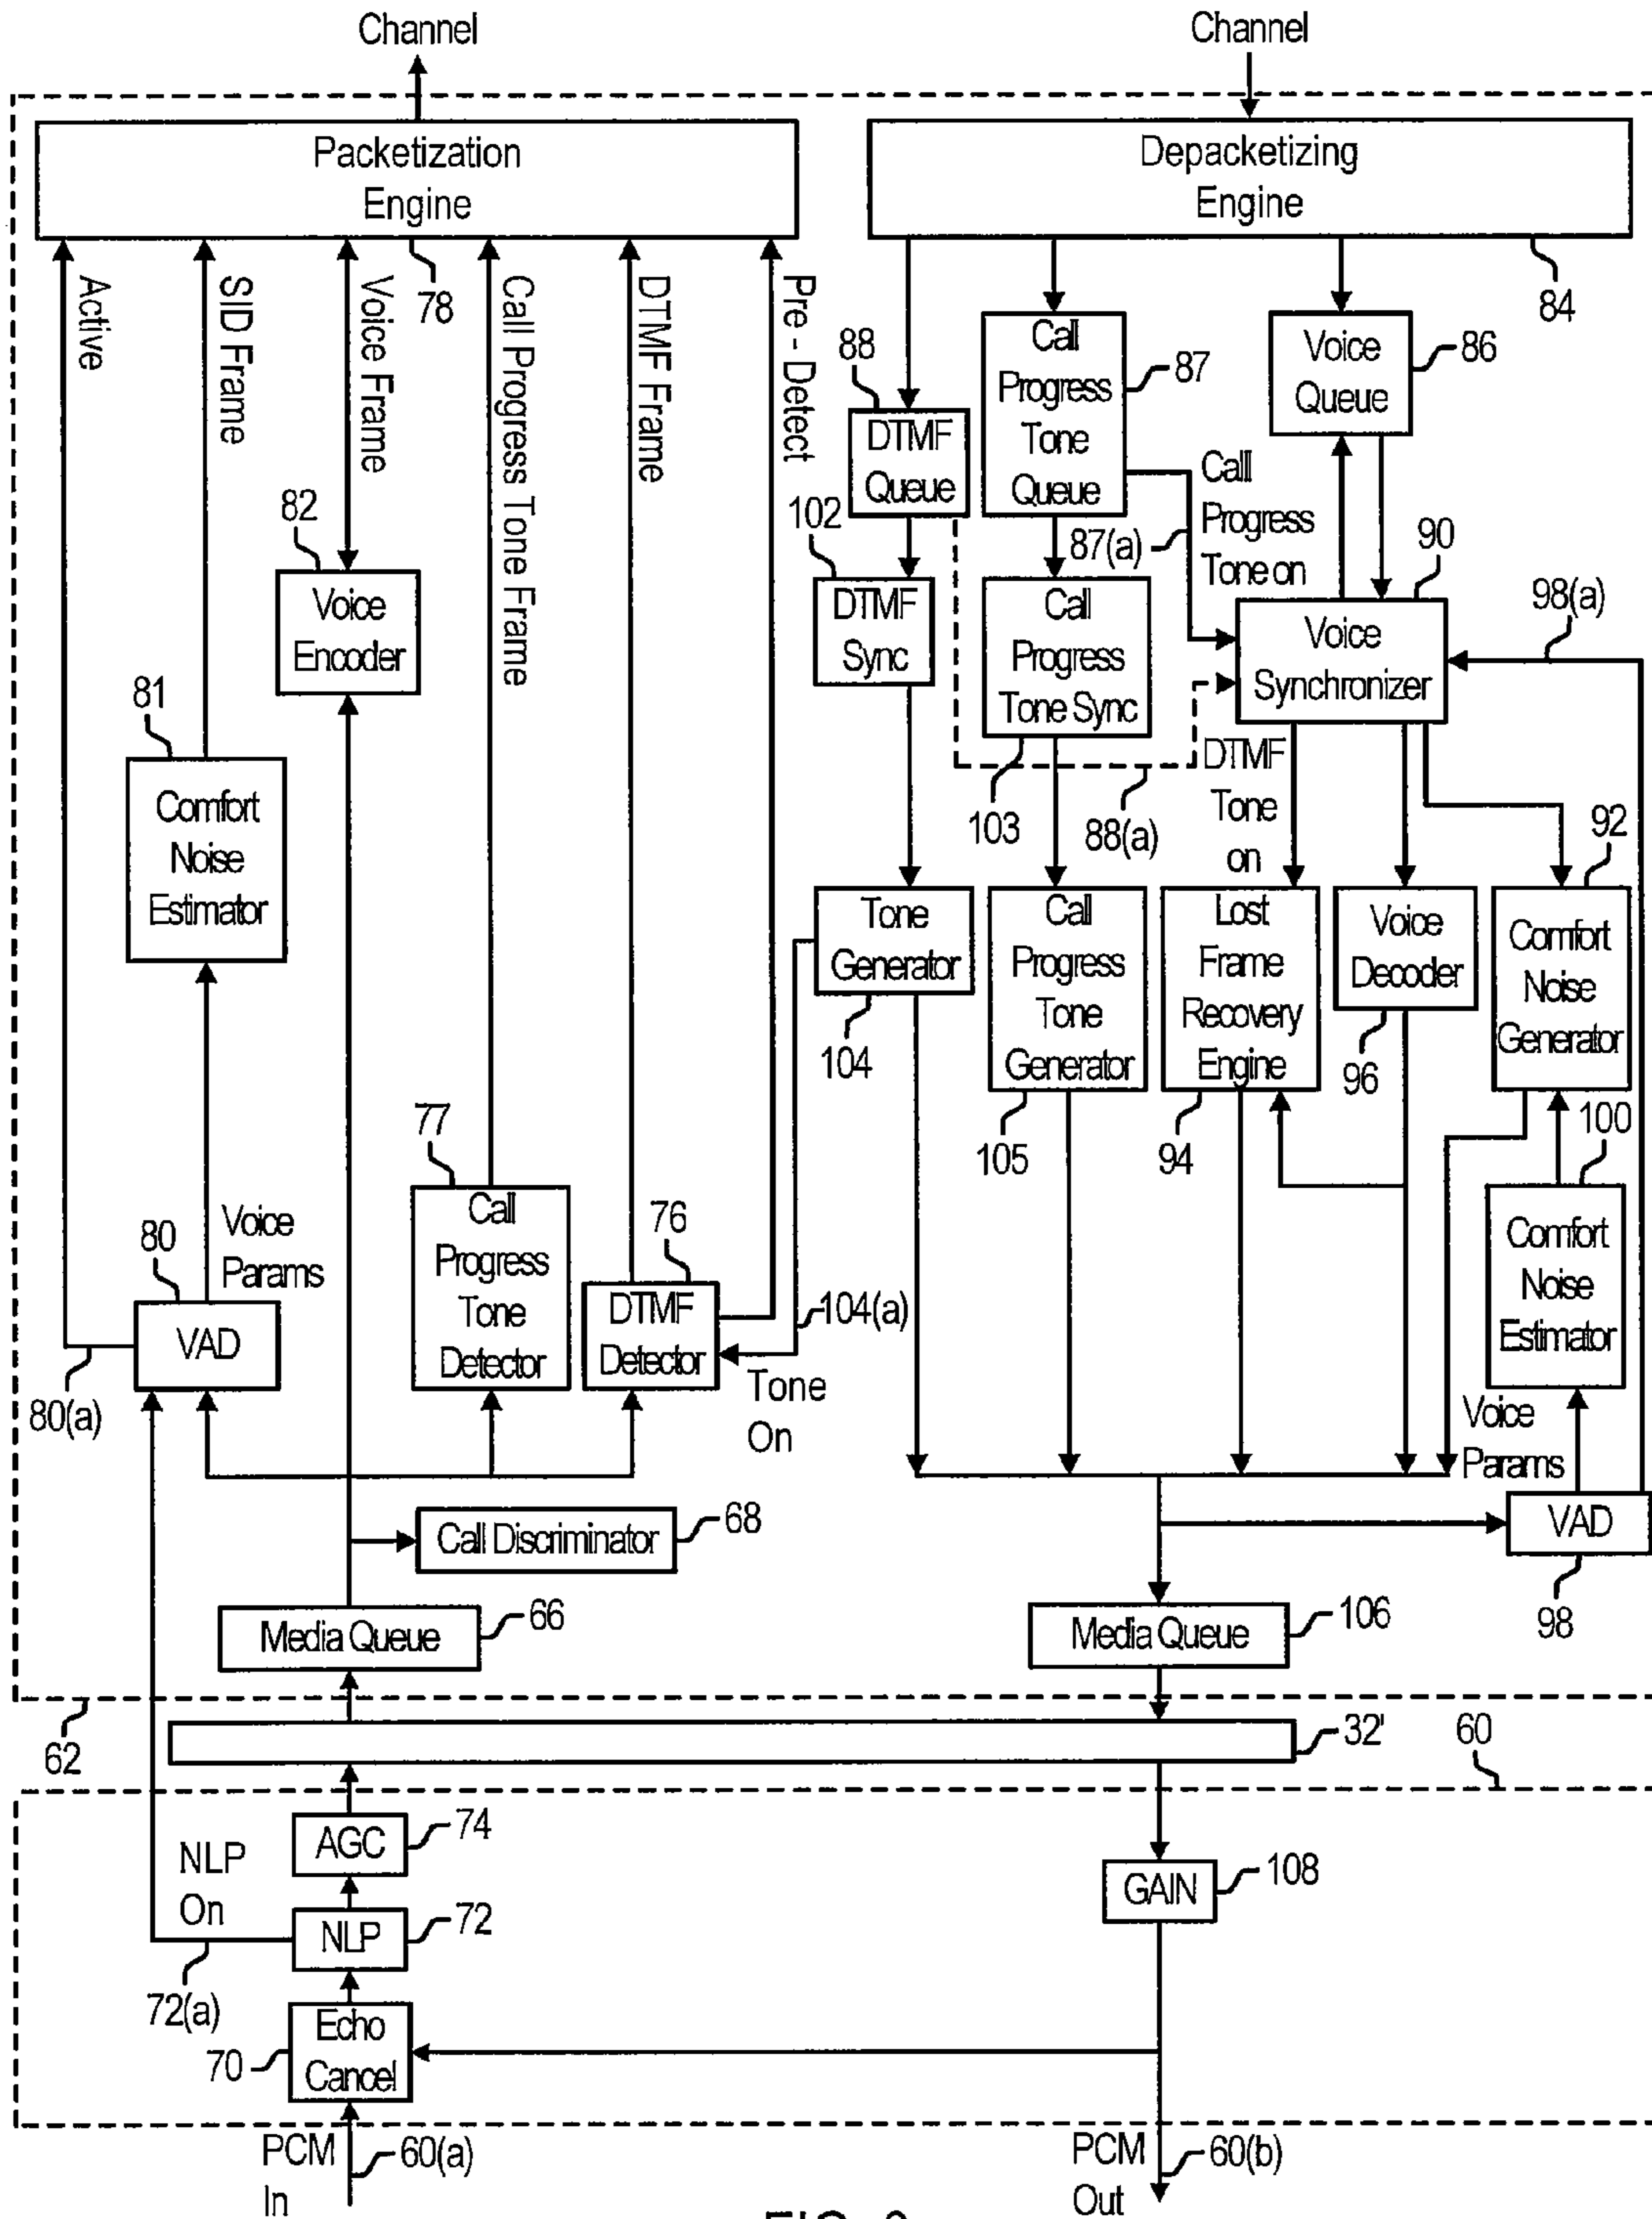 Channel
Channel
Packetization
Engine
Depacketizing
Engine
78
84
Active
SID Frame
Voice Frame
Call Progress Tone Frame
DTMF Frame
Pre - Detect
88
DTMF
Queue
Call
Progress
Tone
Queue
87
Voice
Queue
86
87(a)
Call
Progress
Tone on
82
Voice
Encoder
102
DTMF
Sync
Call
Progress
Tone Sync
103
88(a)
90
Voice
Synchronizer
98(a)
DTMF
Tone
on
81
Comfort
Noise
Estimator
Tone
Generator
104
Call
Progress
Tone
Generator
105
Lost
Frame
Recovery
Engine
94
Voice
Decoder
96
92
Comfort
Noise
Generator
100
Comfort
Noise
Estimator
77
Call
Progress
Tone
Detector
76
DTMF
Detector
104(a)
Tone
On
80
Voice
Params
VAD
80(a)
Voice
Params
VAD
98
Call Discriminator
68
Media Queue
66
Media Queue
106
62
32'
60
AGC
74
NLP
On
NLP
72
72(a)
GAIN
108
Echo
Cancel
70
PCM
In
60(a)
PCM
Out
60(b)